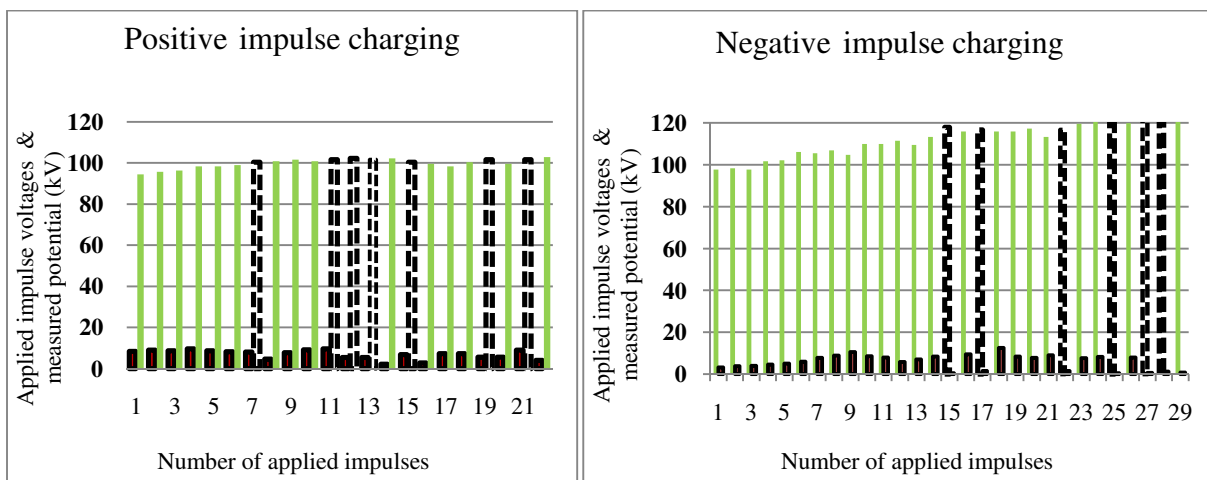 Positive impulse charging
Applied impulse voltages &
measured potential (kV)
120
100
80
60
40
20
0
1 3 5 7 9 11 13 15 17 19 21
Number of applied impulses
Negative impulse charging
Applied impulse voltages &
measured potential (kV)
120
100
80
60
40
20
0
1 3 5 7 9 11 13 15 17 19 21 23 25 27 29
Number of applied impulses